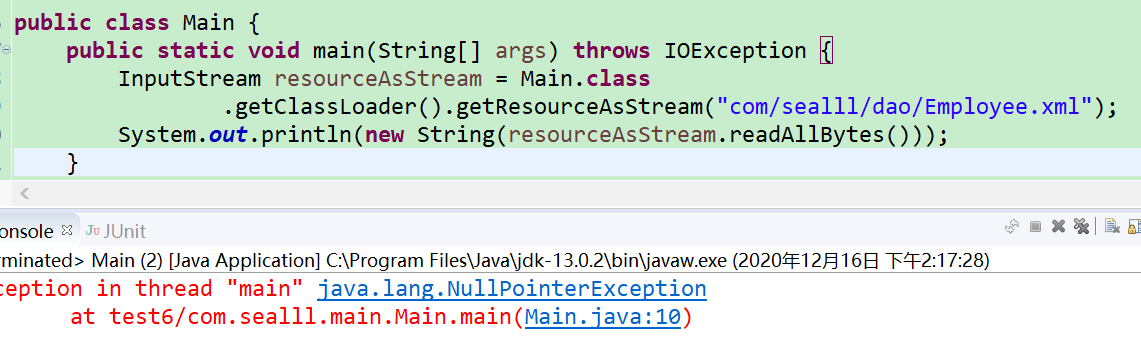 public class Main {
public static void main(String[] args) throws IOException {
InputStream resourceAsStream = Main.class
.getClassLoader().getResourceAsStream("com/sealll/dao/Employee.xml");
System.out.println(new String(resourceAsStream.readAllBytes()));
}
onsole JUnit
rminated> Main (2) [Java Application] C:\Program Files\Java\jdk-13.0.2\bin\javaw.exe (2020年12月16日 下午2:17:28)
ception in thread "main" java.lang.NullPointerException
at test6/com.sealll.main.Main.main(Main.java:10)